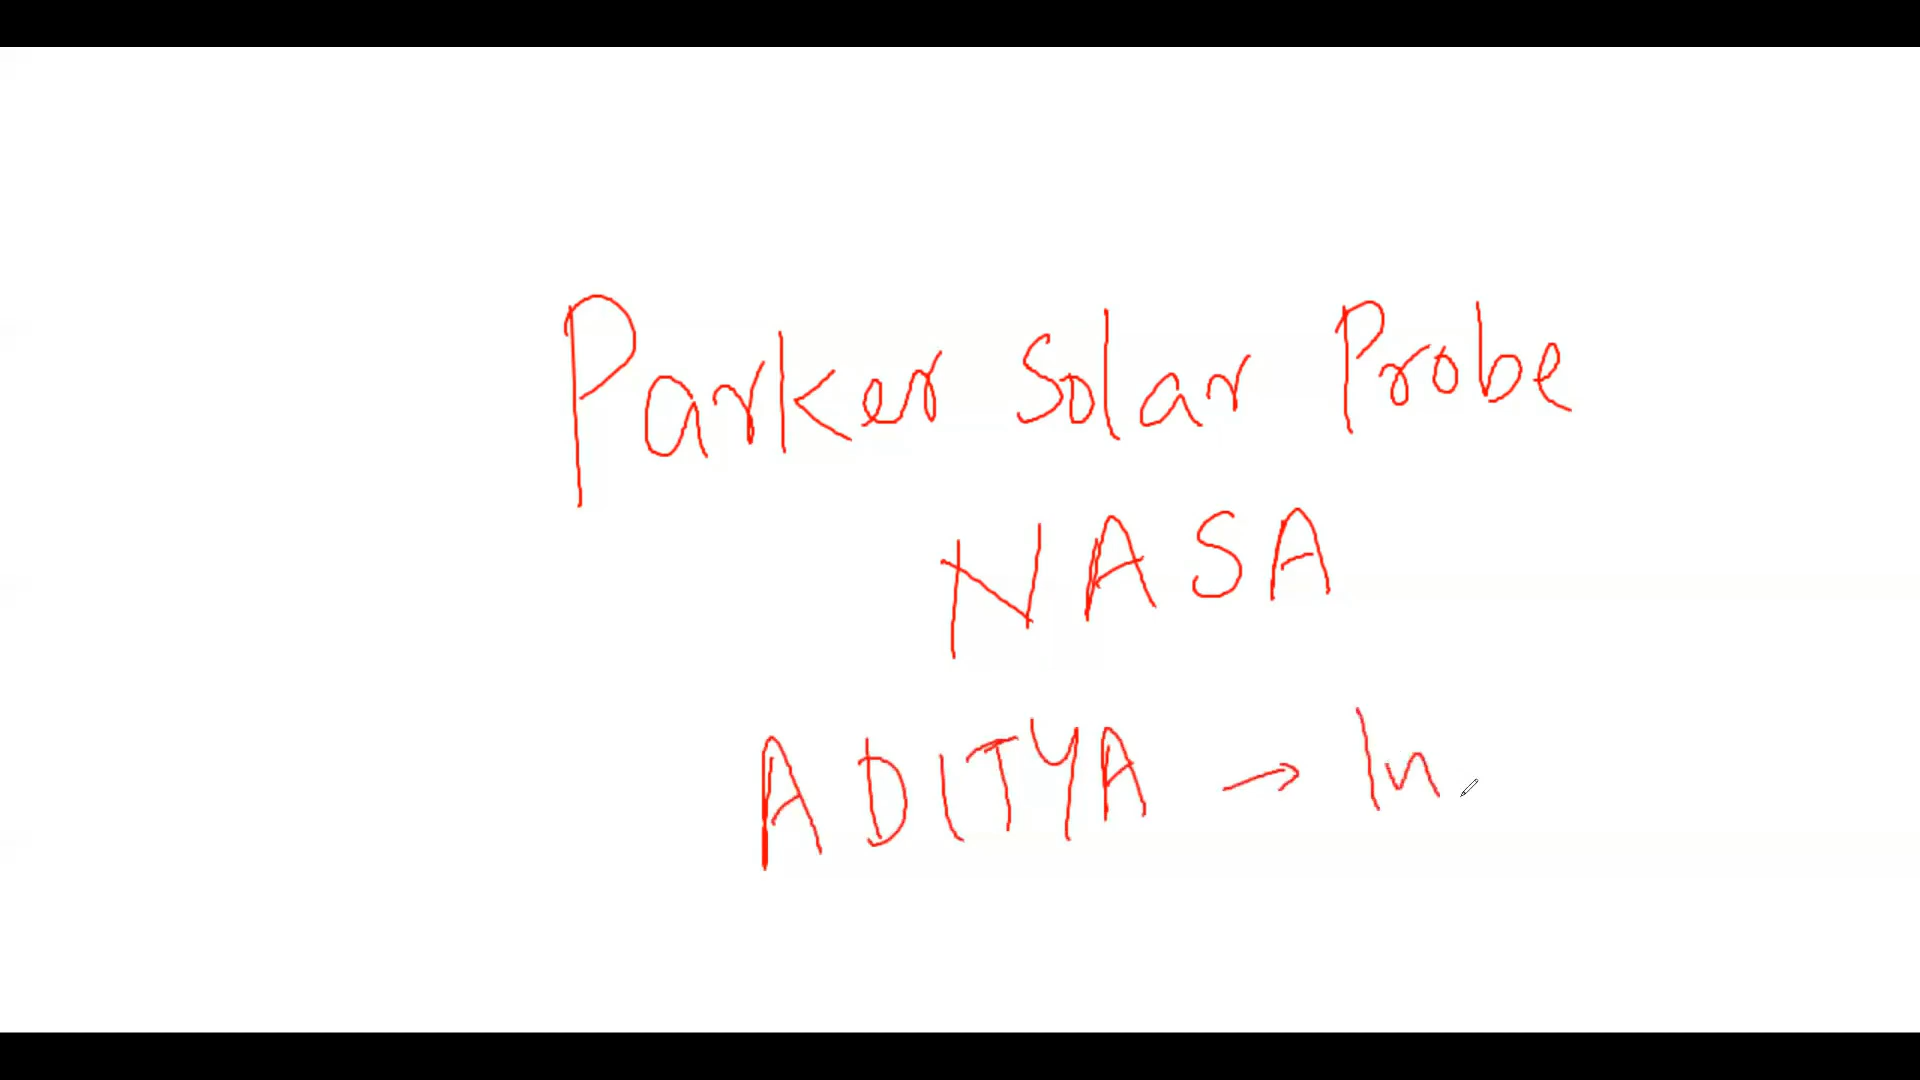 Parker Solar Probe
NASA
ADITYA → In